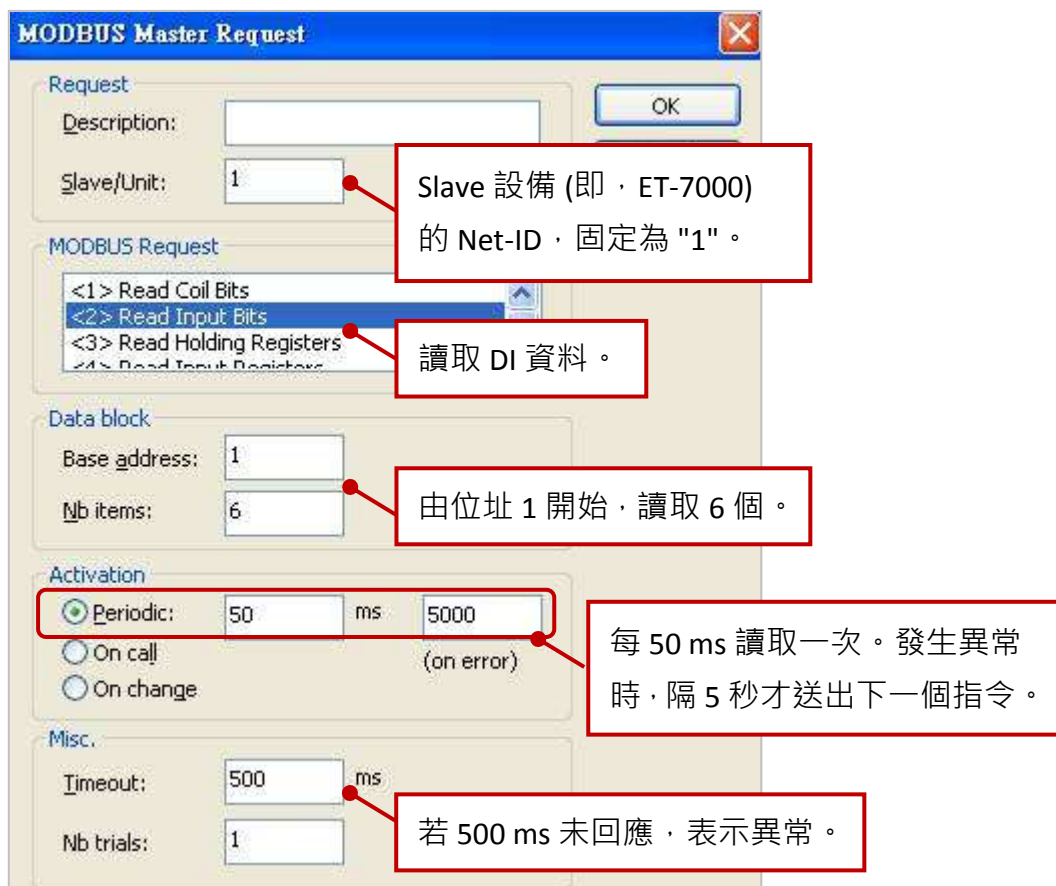 MODBUS Master Request
Request
OK
Description:
Slave/Unit:
1
Slave 設備 (即，ET-7000)
的 Net-ID，固定為 "1"。
MODBUS Request
<1> Read Coil Bits
<2> Read Input Bits
<3> Read Holding Registers
<4> Read Input Registers
讀取 DI 資料。
Data block
Base address:
1
Nb items:
6
由位址 1 開始，讀取 6 個。
Activation
Periodic:
50
ms
5000
On call
(on error)
On change
每 50 ms 讀取一次。發生異常
時，隔 5 秒才送出下一個指令。
Misc.
Timeout:
500
ms
Nb trials:
1
若 500 ms 未回應，表示異常。